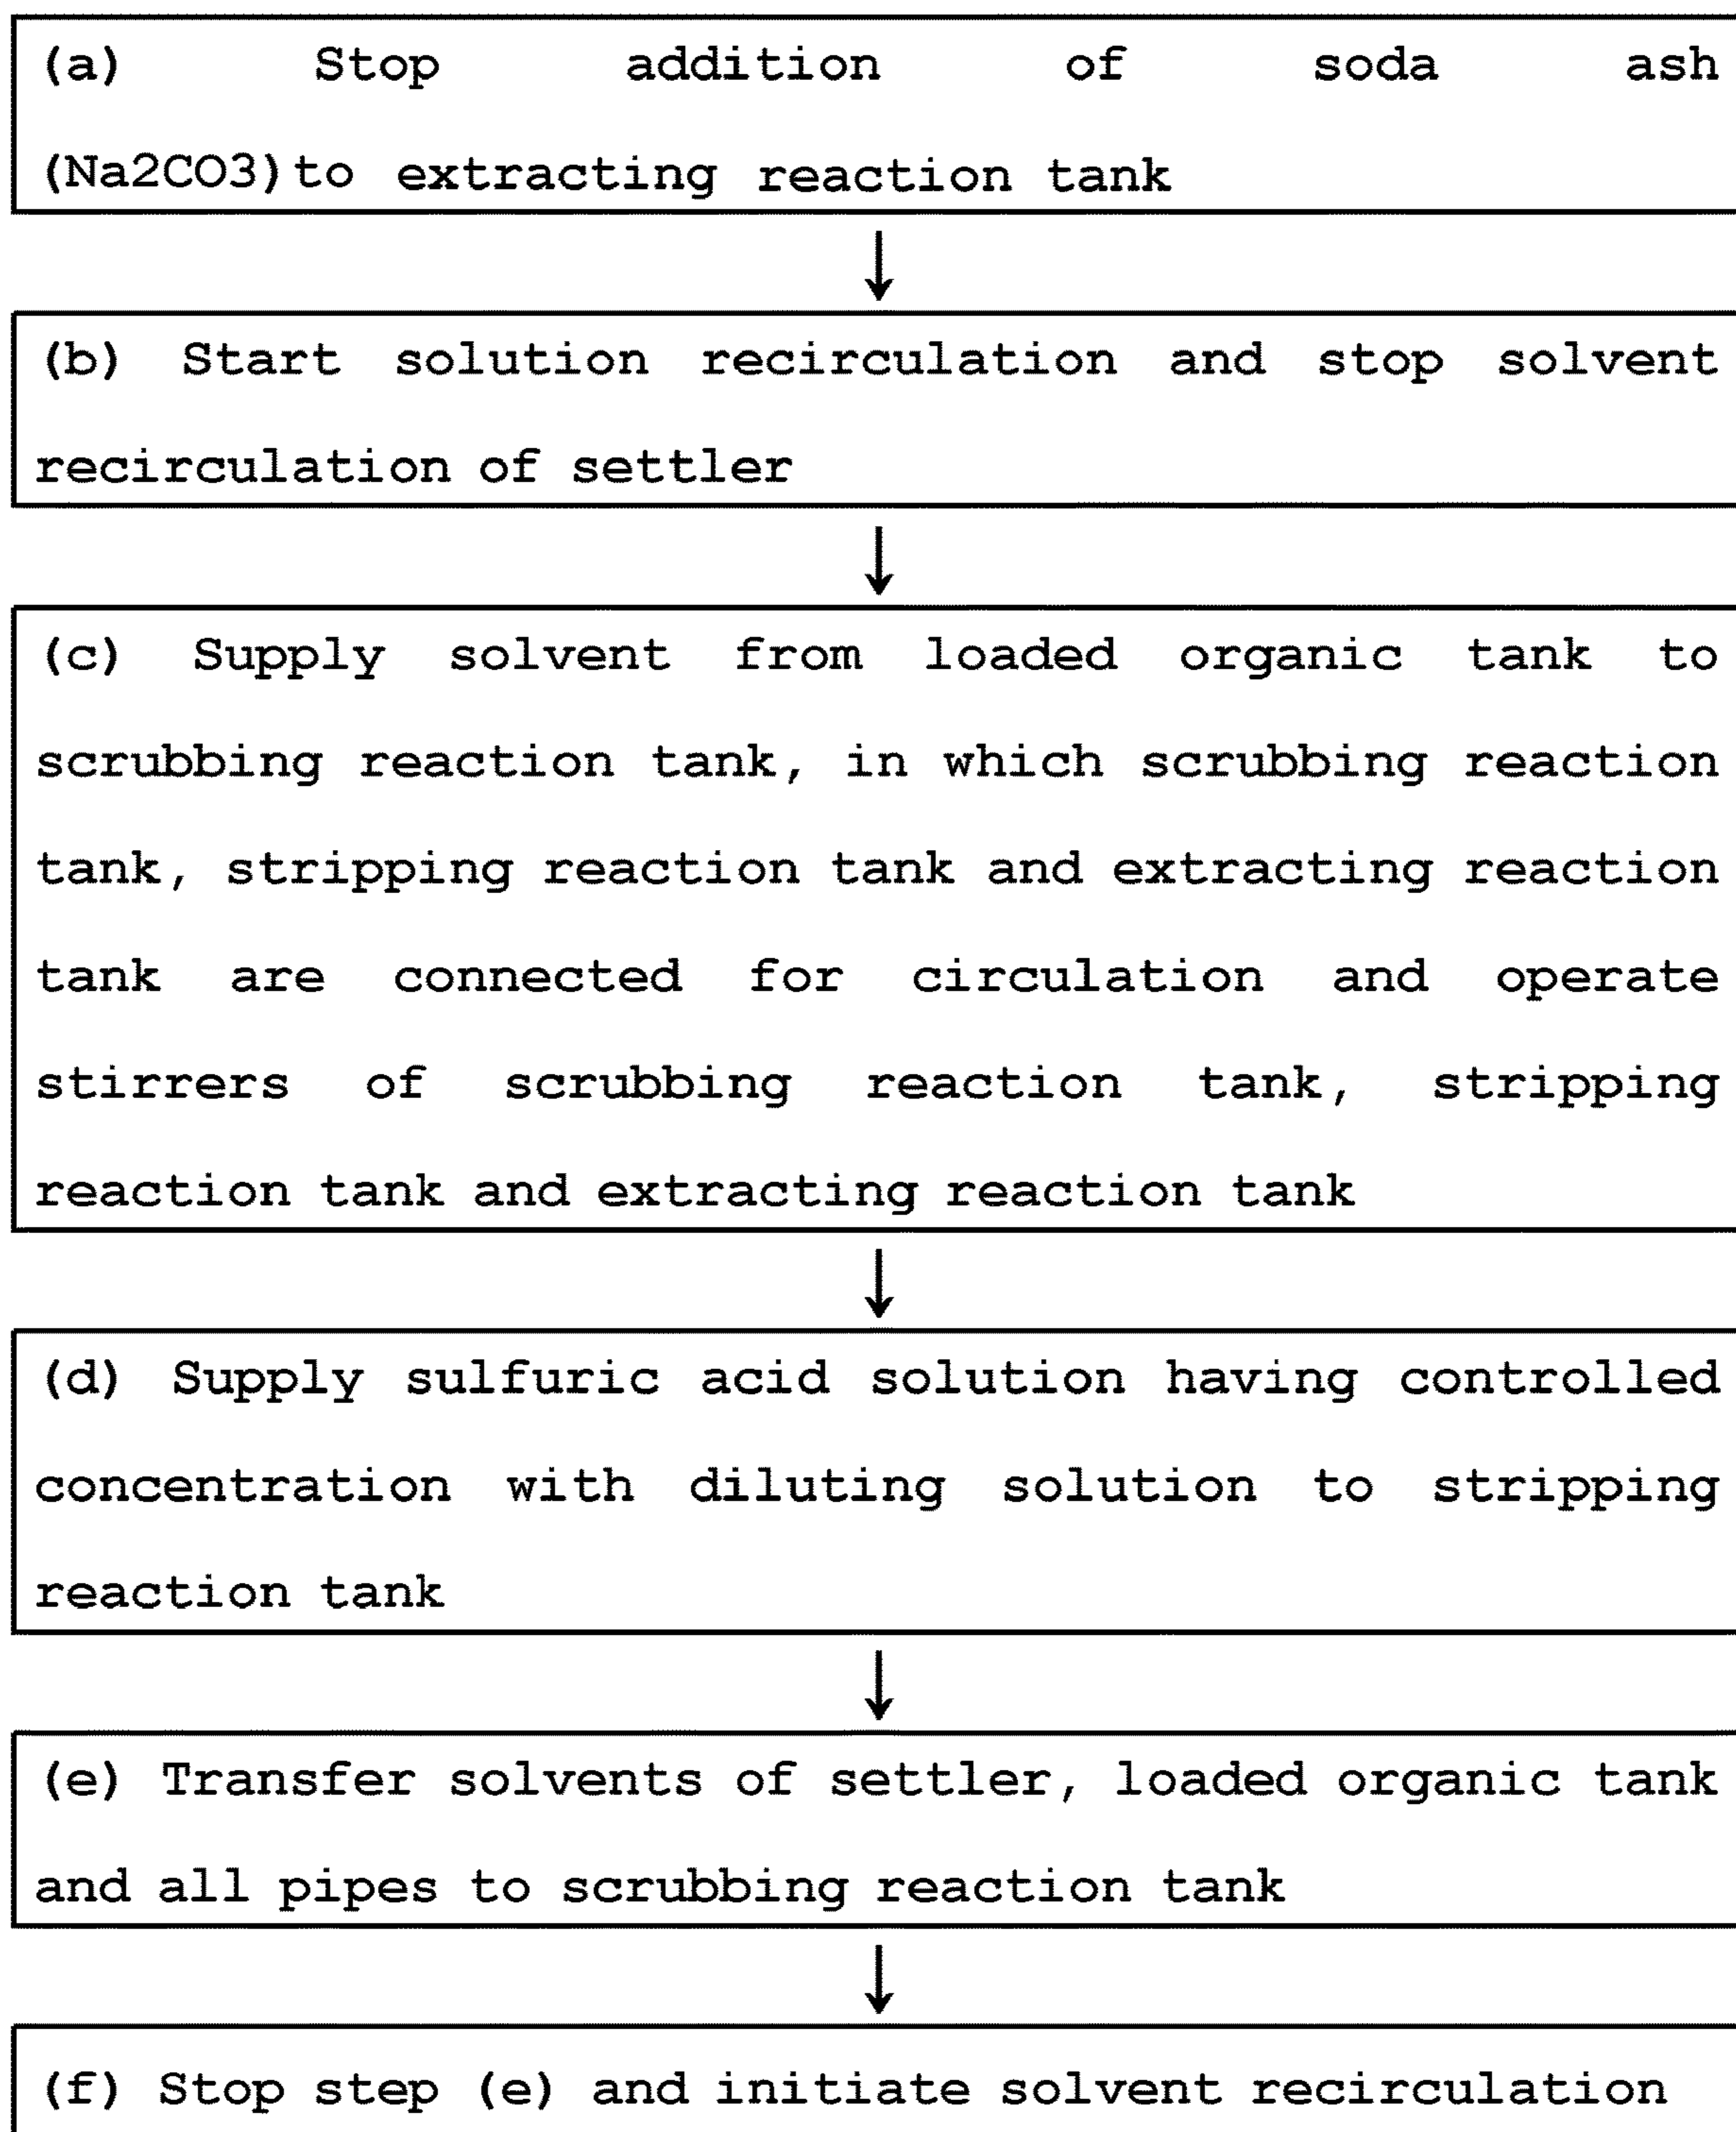 (a) Stop addition of soda ash
(Na2CO3)to extracting reaction tank
(b) Start solution recirculation and stop solvent
recirculation of settler
(c) Supply solvent from loaded organic tank to
scrubbing reaction tank, in which scrubbing reaction
tank, stripping reaction tank and extracting reaction
tank are connected for circulation and operate
stirrers of scrubbing reaction tank, stripping
reaction tank and extracting reaction tank
(d) Supply sulfuric acid solution having controlled
concentration with diluting solution to stripping
reaction tank
(e) Transfer solvents of settler, loaded organic tank
and all pipes to scrubbing reaction tank
(f) Stop step (e) and initiate solvent recirculation